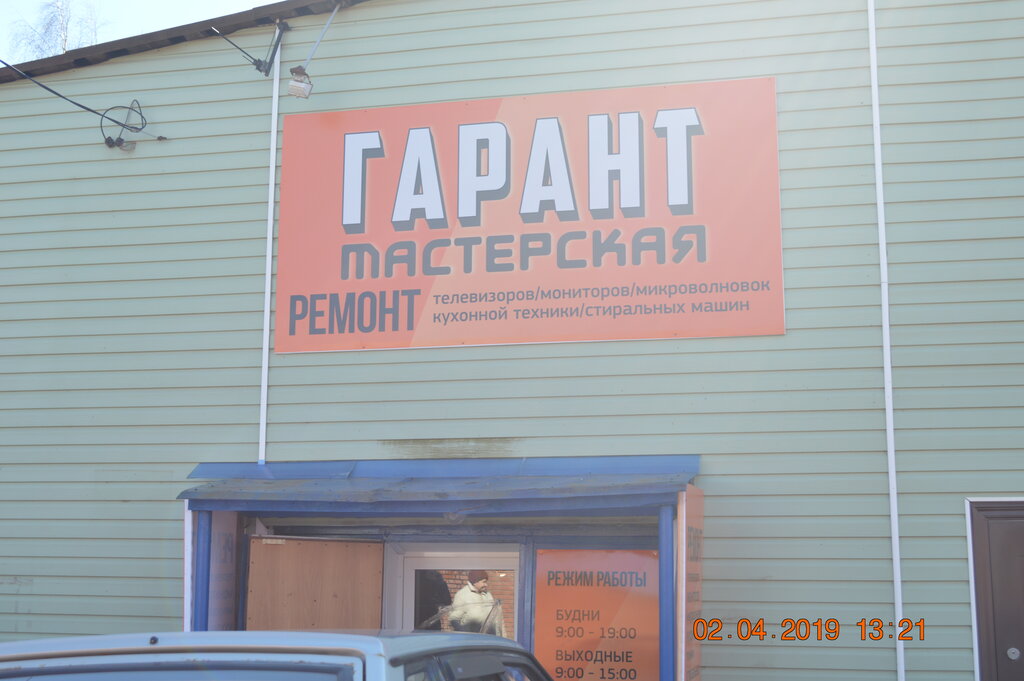 ГАРАНТ
МАСТЕРСКАЯ
РЕМОНТ
телевизоров/мониторов/микроволновок
кухонной техники/стиральных машин
РЕЖИМ РАБОТЫ
БУДНИ
9:00 - 19:00
ВЫХОДНЫЕ
9:00 - 15:00
02.04.2019 13:21